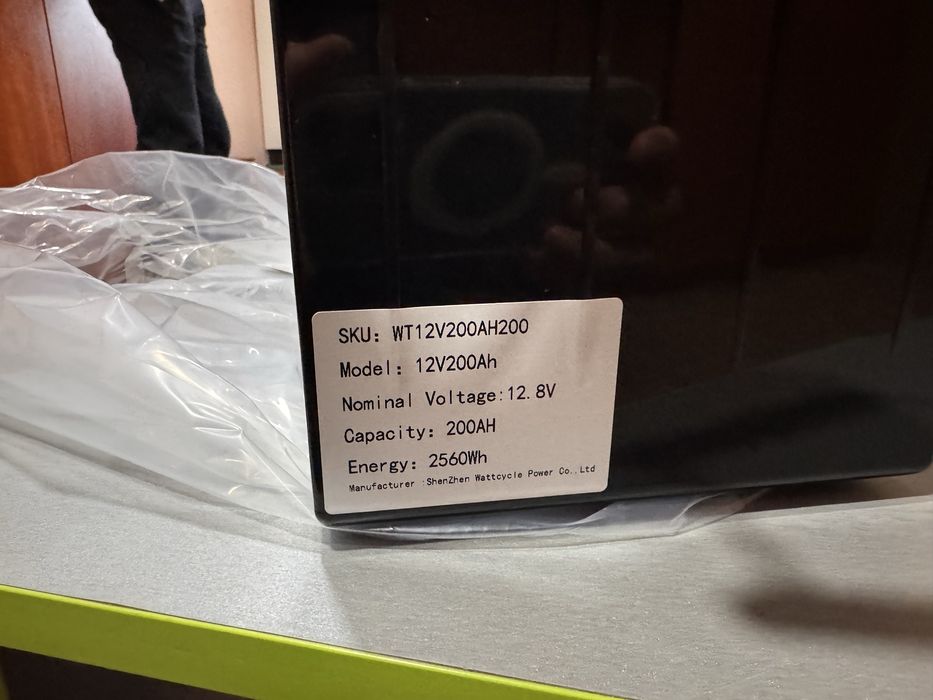 SKU: WT12V200AH200
Model: 12V200Ah
Nominal Voltage:12.8V
Capacity: 200AH
Energy: 2560Wh
Manufacturer :ShenZhen Wattcycle Power Co.,Ltd